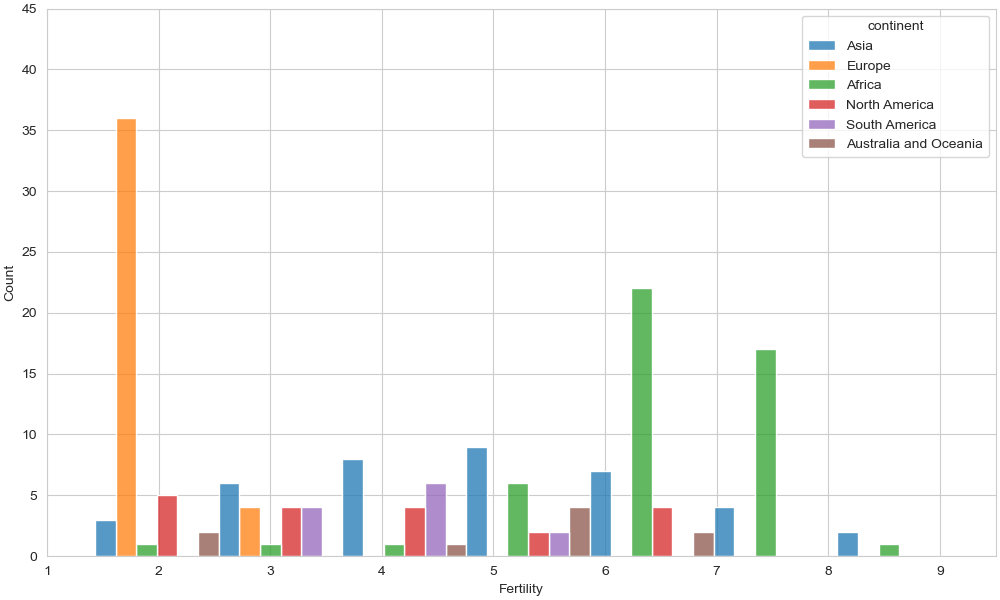 45
40
35
30
25
20
15
10
5
0
Count
continent
Asia
Europe
Africa
North America
South America
Australia and Oceania
1 2 3 4 5 6 7 8 9
Fertility